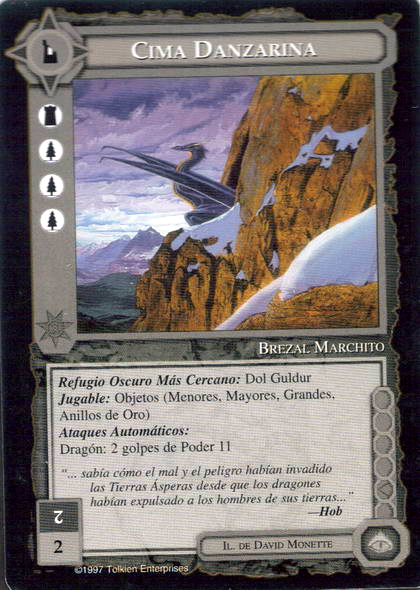 CIMA DANZARINA
BREZAL MARCHITO
Refugio Oscuro Más Cercano: Dol Guldur
Jugable: Objetos (Menores, Mayores, Grandes,
Anillos de Oro)
Ataques Automáticos:
Dragón: 2 golpes de Poder 11
“... sabía cómo el mal y el peligro habían invadido
las Tierras Ásperas desde que los dragones
habían expulsado a los hombres de sus tierras...”
—Hob
2
2
IL. DE DAVID MONETTE
©1997 Tolkien Enterprises